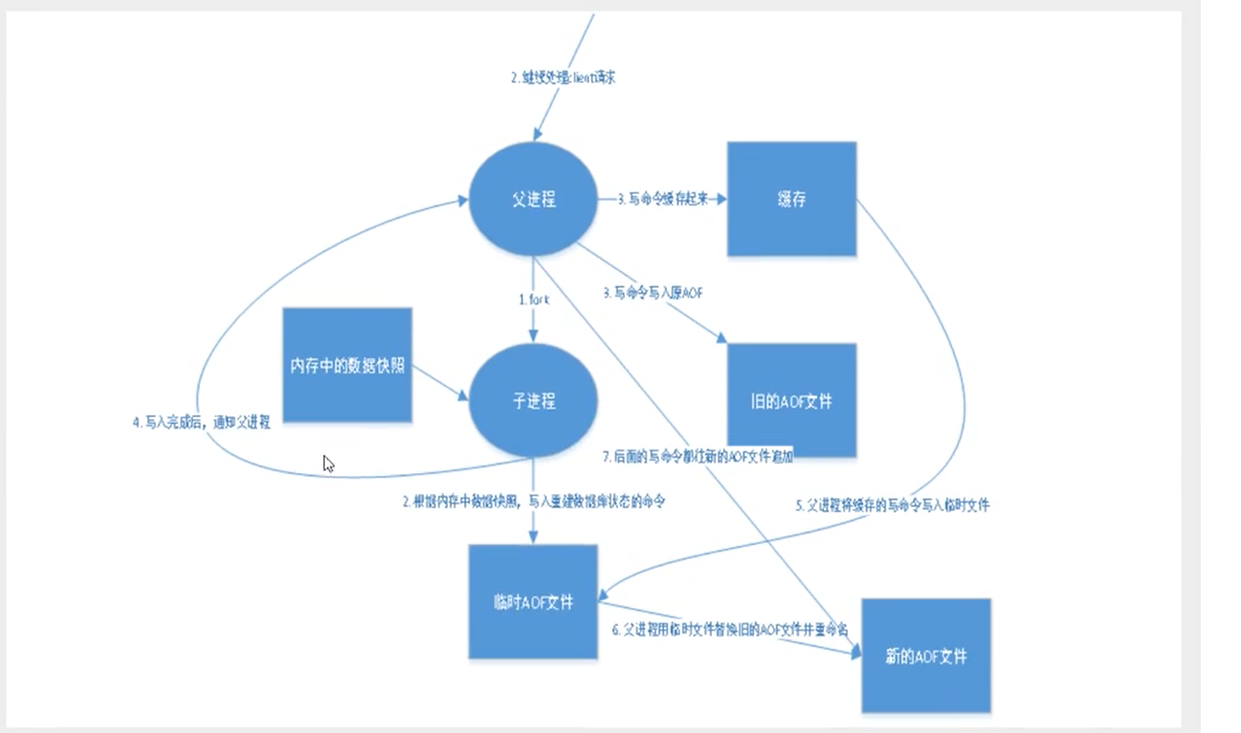 2.继续处理client请求
父进程
3.写命令缓存起来
缓存
1.fork
3.写命令写入原AOF
内存中的数据快照
子进程
旧的AOF文件
4.写入完成后，通知父进程
7.后面的写命令都往新的AOF文件追加
2.根据内存中数据快照，写入重建数据库状态的命令
5.父进程将缓存的写命令写入临时文件
临时AOF文件
6.父进程用临时文件替换旧的AOF文件并重命名
新的AOF文件